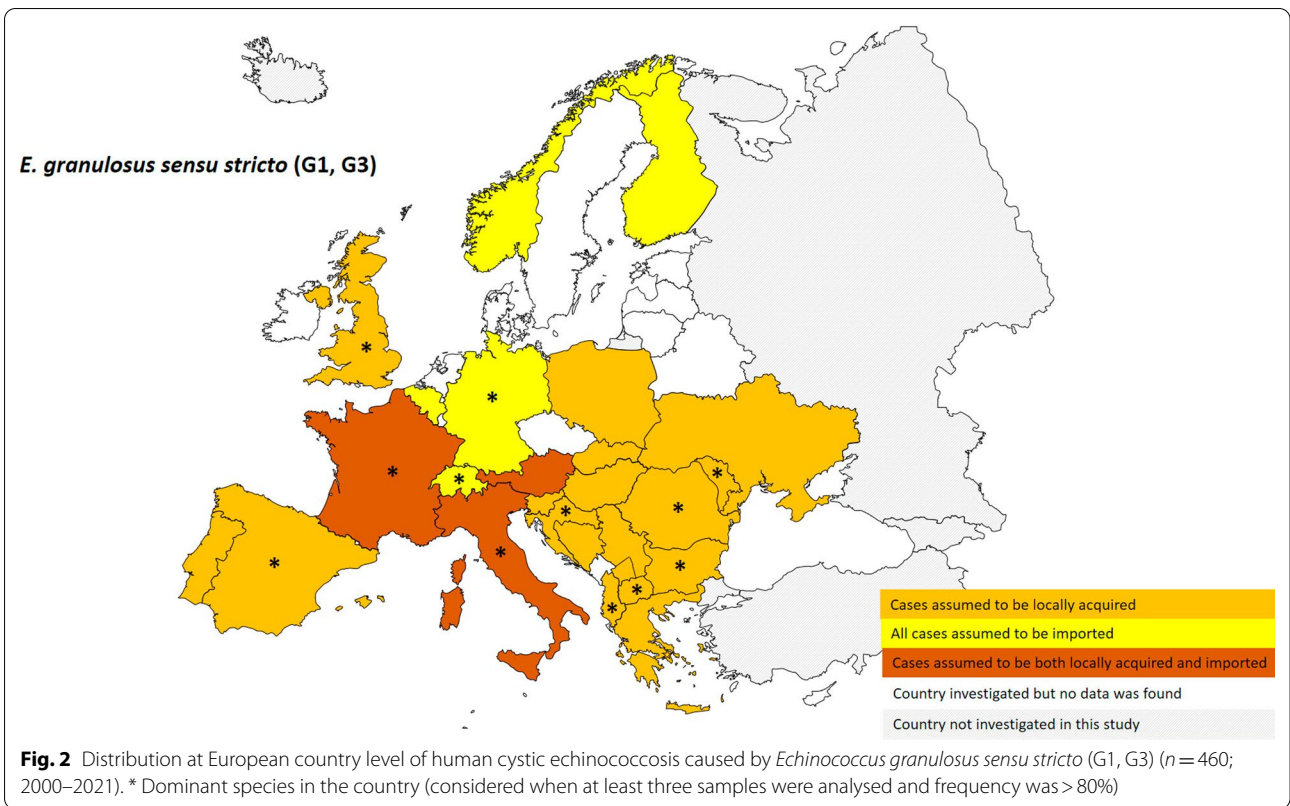 E. granulosus sensu stricto (G1, G3)
*
*
*
*
*
*
*
*
*
*
*
*
Cases assumed to be locally acquired
All cases assumed to be imported
Cases assumed to be both locally acquired and imported
Country investigated but no data was found
Country not investigated in this study
Fig. 2 Distribution at European country level of human cystic echinococcosis caused by Echinococcus granulosus sensu stricto (G1, G3) (n = 460;
2000–2021). * Dominant species in the country (considered when at least three samples were analysed and frequency was > 80%)